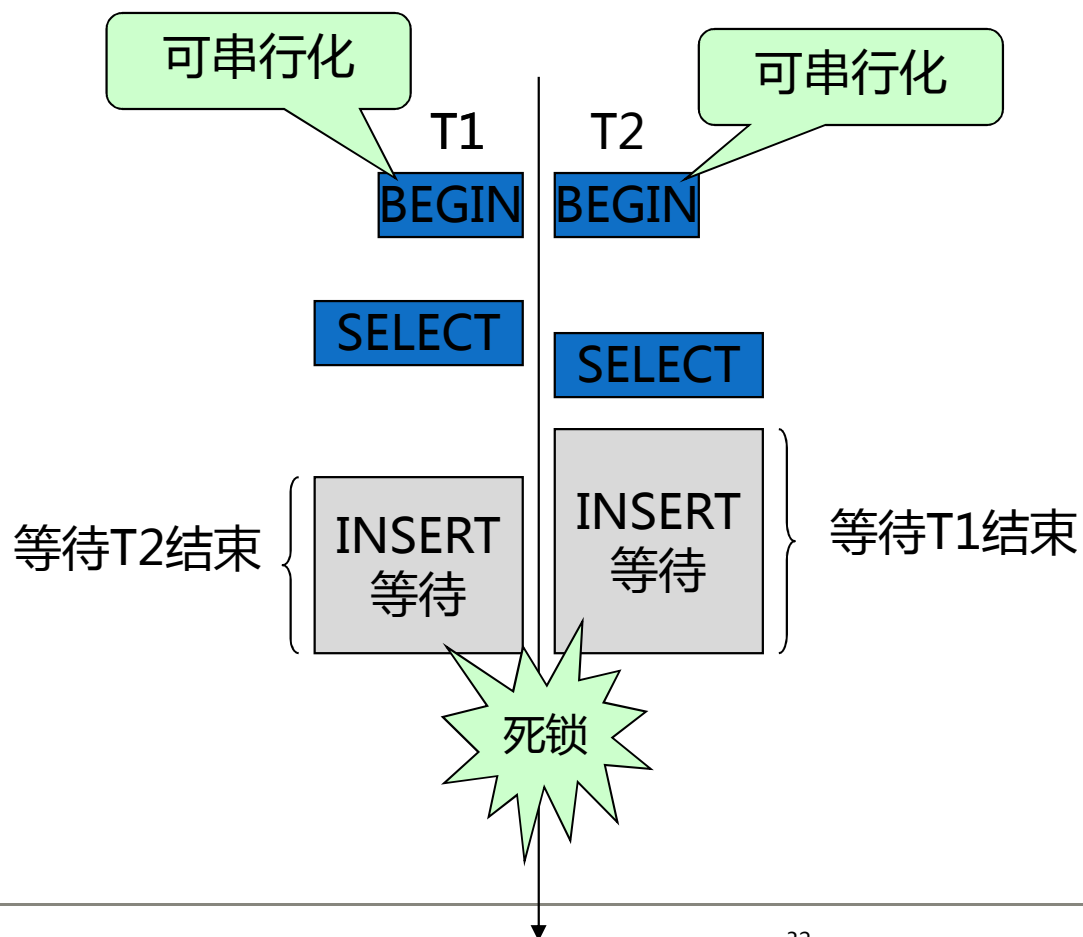 可串行化
可串行化
T1
T2
BEGIN
BEGIN
SELECT
SELECT
INSERT
等待
INSERT
等待
等待T2结束
等待T1结束
死锁